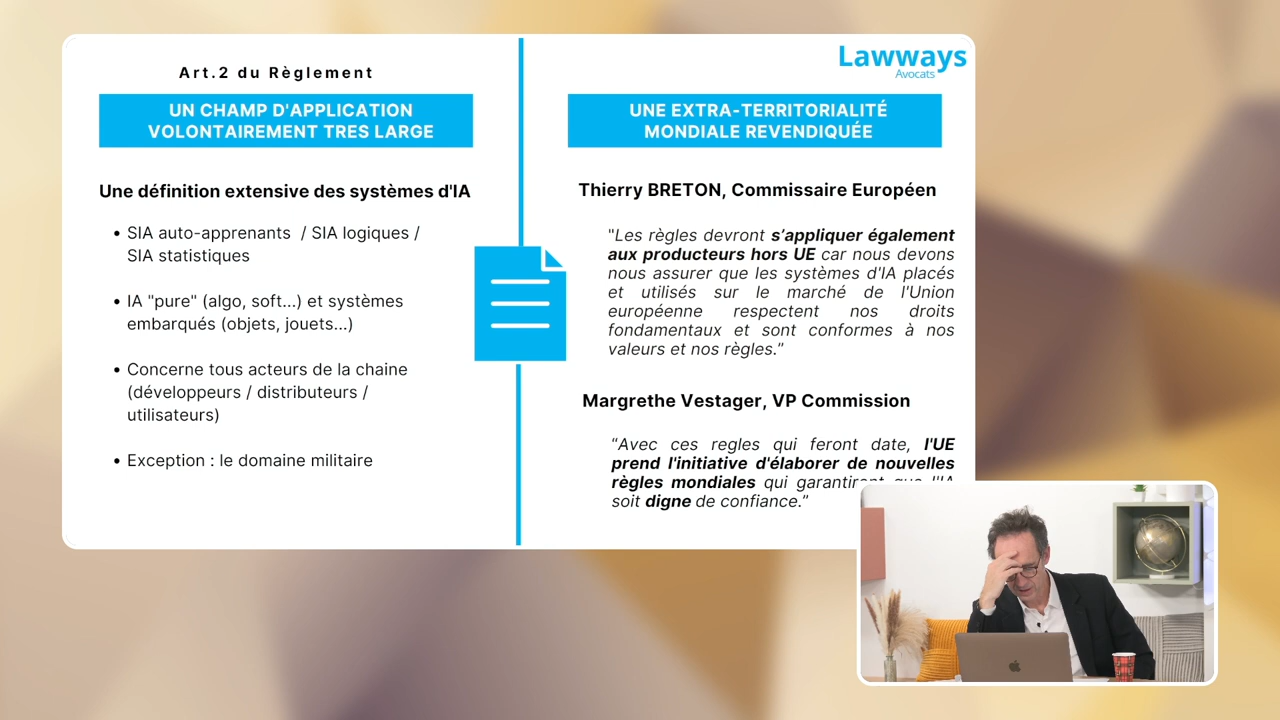 Lawways
Avocats
Art.2 du Règlement
UN CHAMP D'APPLICATION
VOLONTAIREMENT TRES LARGE
Une définition extensive des systèmes d'IA
• SIA auto-apprenants / SIA logiques /
SIA statistiques
• IA "pure" (algo, soft...) et systèmes
embarqués (objets, jouets...)
• Concerne tous acteurs de la chaine
(développeurs / distributeurs /
utilisateurs)
• Exception : le domaine militaire
UNE EXTRA-TERRITORIALITÉ
MONDIALE REVENDIQUÉE
Thierry BRETON, Commissaire Européen
"Les règles devront s’appliquer également
aux producteurs hors UE car nous devons
nous assurer que les systèmes d'IA placés
et utilisés sur le marché de l'Union
européenne respectent nos droits
fondamentaux et sont conformes à nos
valeurs et nos règles.”
Margrethe Vestager, VP Commission
“Avec ces regles qui feront date, l'UE
prend l'initiative d'élaborer de nouvelles
règles mondiales qui garantiront que l'IA
soit digne de confiance.”